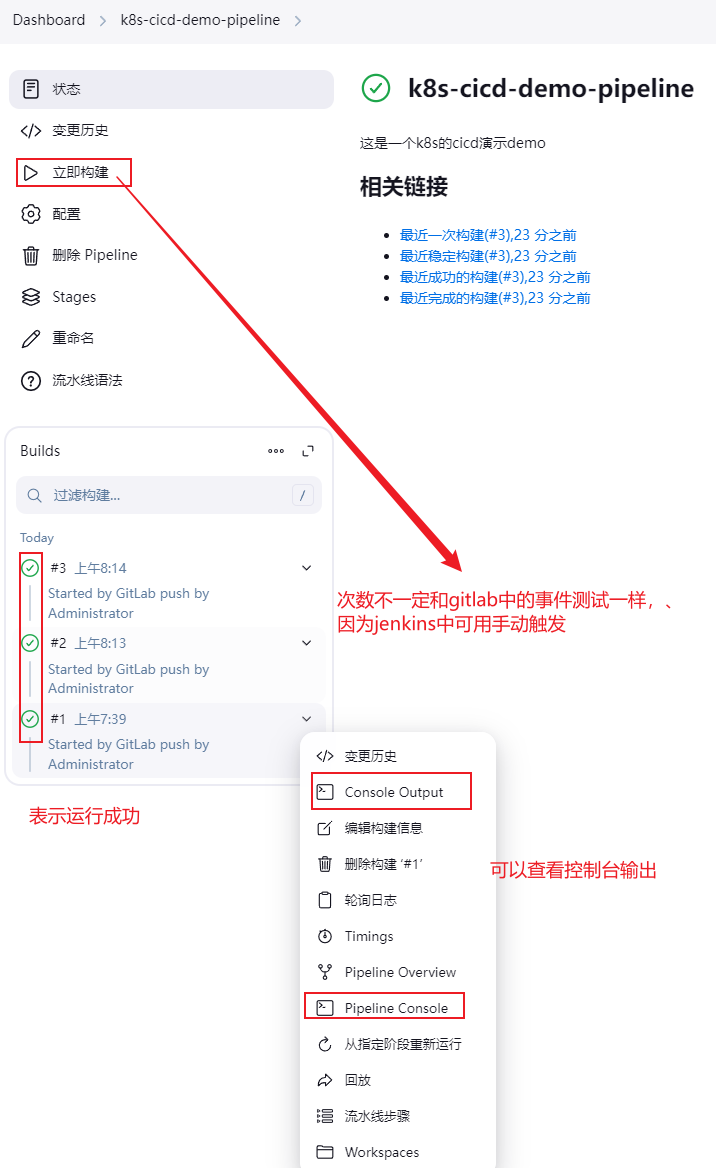 Dashboard > k8s-cicd-demo-pipeline >
状态
变更历史
立即构建
配置
删除 Pipeline
Stages
重命名
流水线语法
k8s-cicd-demo-pipeline
这是一个k8s的cicd演示demo
相关链接
最近一次构建(#3),23 分之前
最近稳定构建(#3),23 分之前
最近成功的构建(#3),23 分之前
最近完成的构建(#3),23 分之前
Builds
过滤构建...
/
Today
#3 上午8:14
Started by GitLab push by
Administrator
#2 上午8:13
Started by GitLab push by
Administrator
#1 上午7:39
Started by GitLab push by
Administrator
次数不一定和gitlab中的事件测试一样,、
因为jenkins中可用手动触发
表示运行成功
变更历史
Console Output
编辑构建信息
删除构建 ‘#1’
轮询日志
Timings
Pipeline Overview
Pipeline Console
从指定阶段重新运行
回放
流水线步骤
Workspaces
可以查看控制台输出